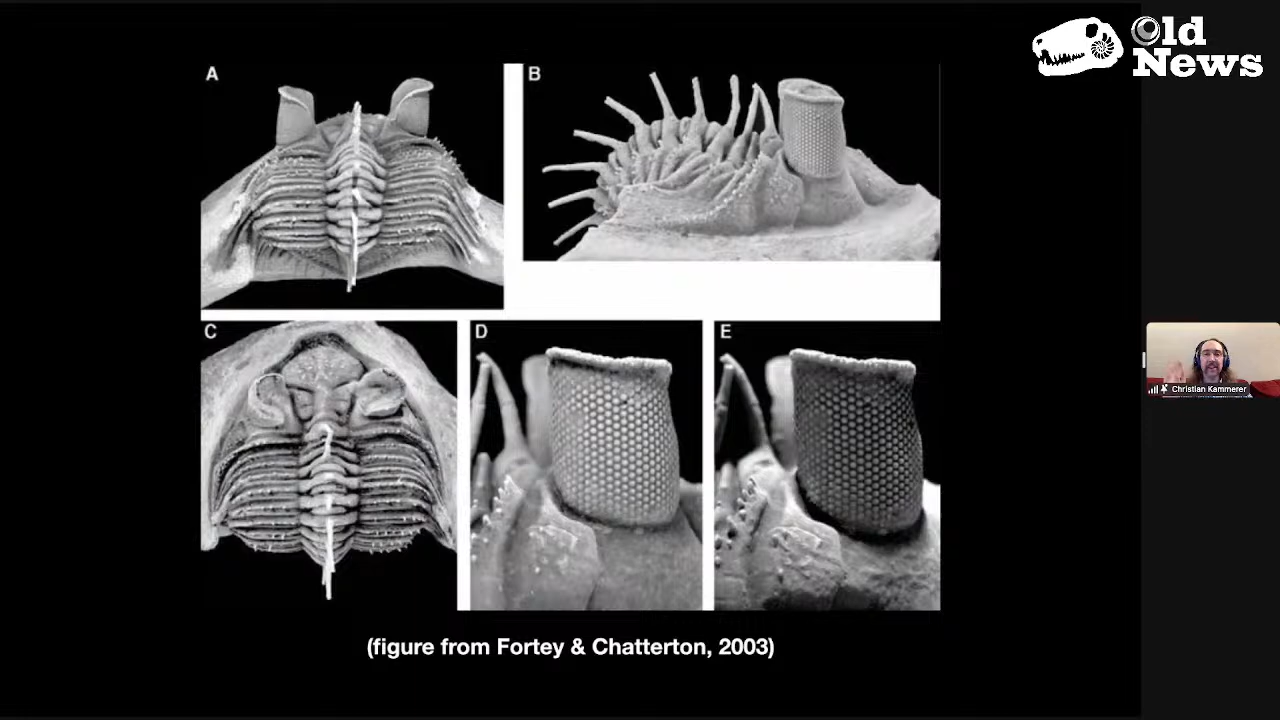 Old
News
A
B
C
D
E
(figure from Fortey & Chatterton, 2003)
Christian Kammerer